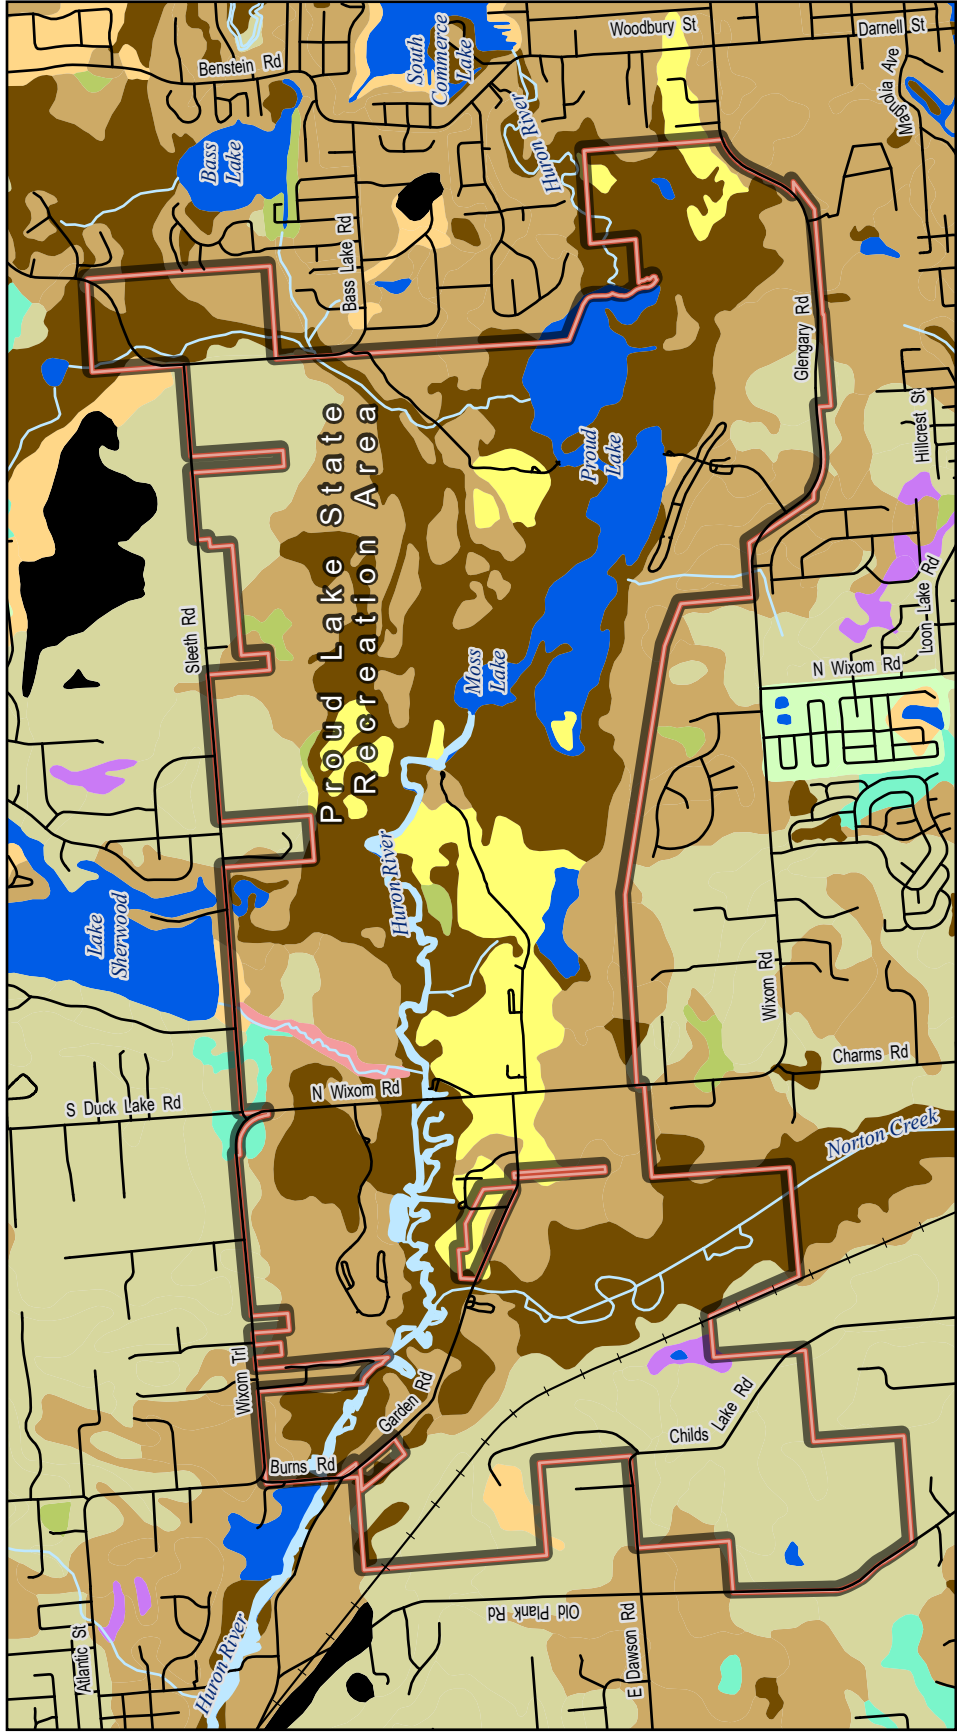 Woodbury St
Darnell St
Benstein Rd
South
Commerce
Lake
Magnolia Ave
Huron River
Bass
Lake
Bass Lake Rd
Glengary Rd
Hillcrest St
Proud Lake State
Recreation Area
Proud
Lake
Sleeth Rd
Loon Lake Rd
N Wixom Rd
Moss
Lake
Huron River
Lake
Sherwood
Wixom Rd
Charms Rd
N Wixom Rd
S Duck Lake Rd
Norton Creek
Wixom Trl
Garden Rd
Childs Lake Rd
Burns Rd
Old Plank Rd
E Dawson Rd
Atlantic St
Huron River